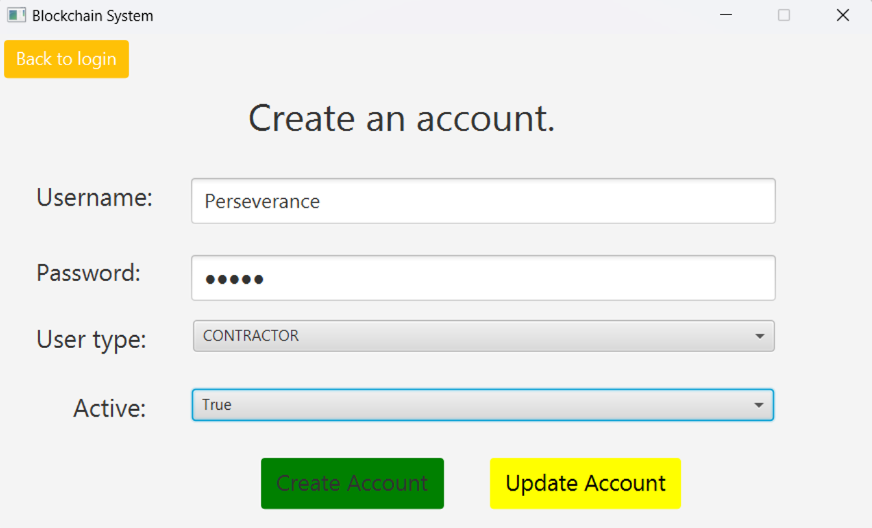 Blockchain System
Back to login
Create an account.
Username: Perseverance
Password: ●●●●●
User type: CONTRACTOR
Active: True
Create Account Update Account